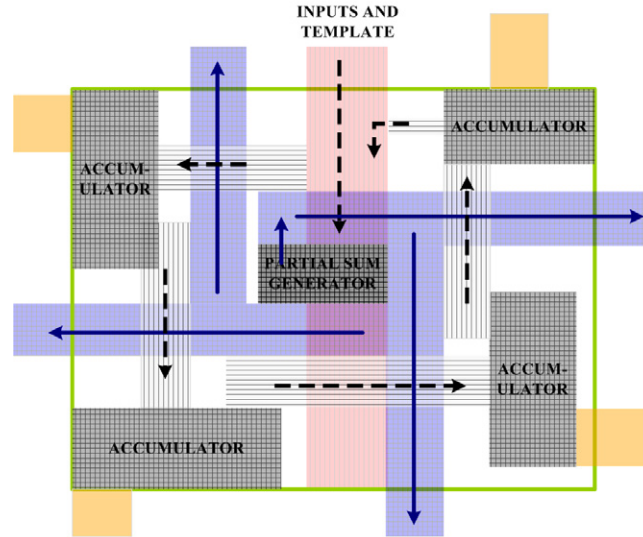 INPUTS AND
TEMPLATE
ACCUMULATOR
ACCUM-
ULATOR
PARTIAL SUM
GENERATOR
ACCUM-
ULATOR
ACCUMULATOR